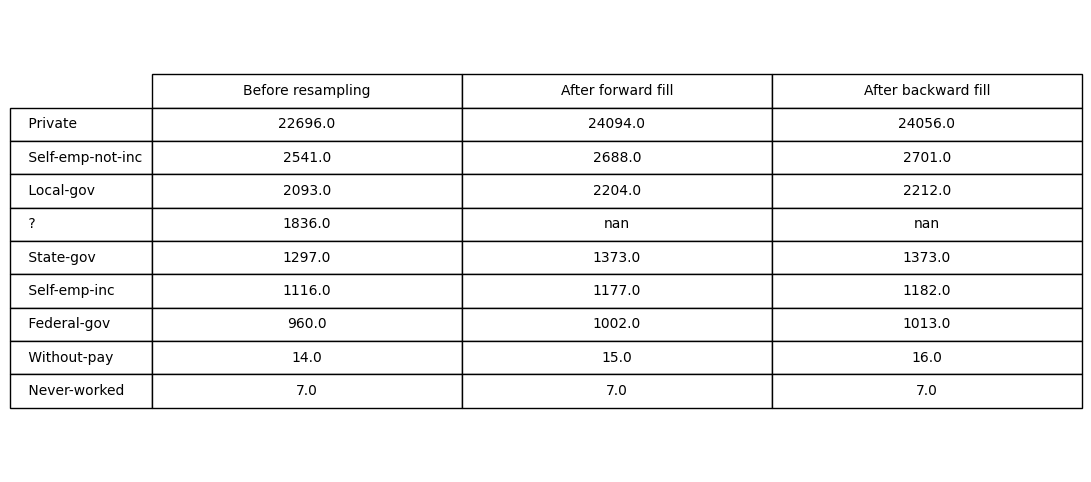 Before resampling After forward fill After backward fill
Private 22696.0 24094.0 24056.0
Self-emp-not-inc 2541.0 2688.0 2701.0
Local-gov 2093.0 2204.0 2212.0
? 1836.0 nan nan
State-gov 1297.0 1373.0 1373.0
Self-emp-inc 1116.0 1177.0 1182.0
Federal-gov 960.0 1002.0 1013.0
Without-pay 14.0 15.0 16.0
Never-worked 7.0 7.0 7.0